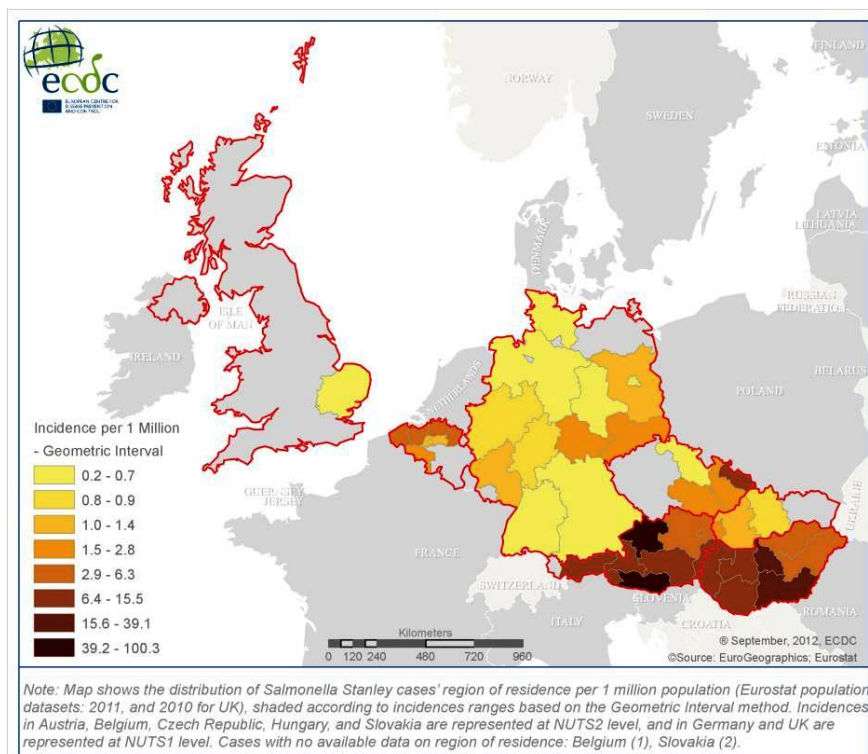 ecdc
EUROPEAN CENTRE FOR
DISEASE PREVENTION
AND CONTROL
NORWAY
FINLAND
SWEDEN
ESTONIA
LATVIA
LITHUANIA
DENMARK
RUSSIAN
FEDERATION
ISLE
OF MAN
IRELAND
BELARUS
NETHERLANDS
POLAND
Incidence per 1 Million
- Geometric Interval
0.2 - 0.7
0.8 - 0.9
1.0 - 1.4
1.5 - 2.8
2.9 - 6.3
6.4 - 15.5
15.6 - 39.1
39.2 - 100.3
GUERNSEY
JERSEY
UKRAINE
FRANCE
SWITZERLAND
SLOVENIA
ITALY
CROATIA
ROMANIA
Kilometers
0 120 240 480 720 960
® September, 2012, ECDC
©Source: EuroGeographics; Eurostat
Note: Map shows the distribution of Salmonella Stanley cases' region of residence per 1 million population (Eurostat population
datasets: 2011, and 2010 for UK), shaded according to incidences ranges based on the Geometric Interval method. Incidences
in Austria, Belgium, Czech Republic, Hungary, and Slovakia are represented at NUTS2 level, and in Germany and UK are
represented at NUTS1 level. Cases with no available data on region of residence: Belgium (1), Slovakia (2).